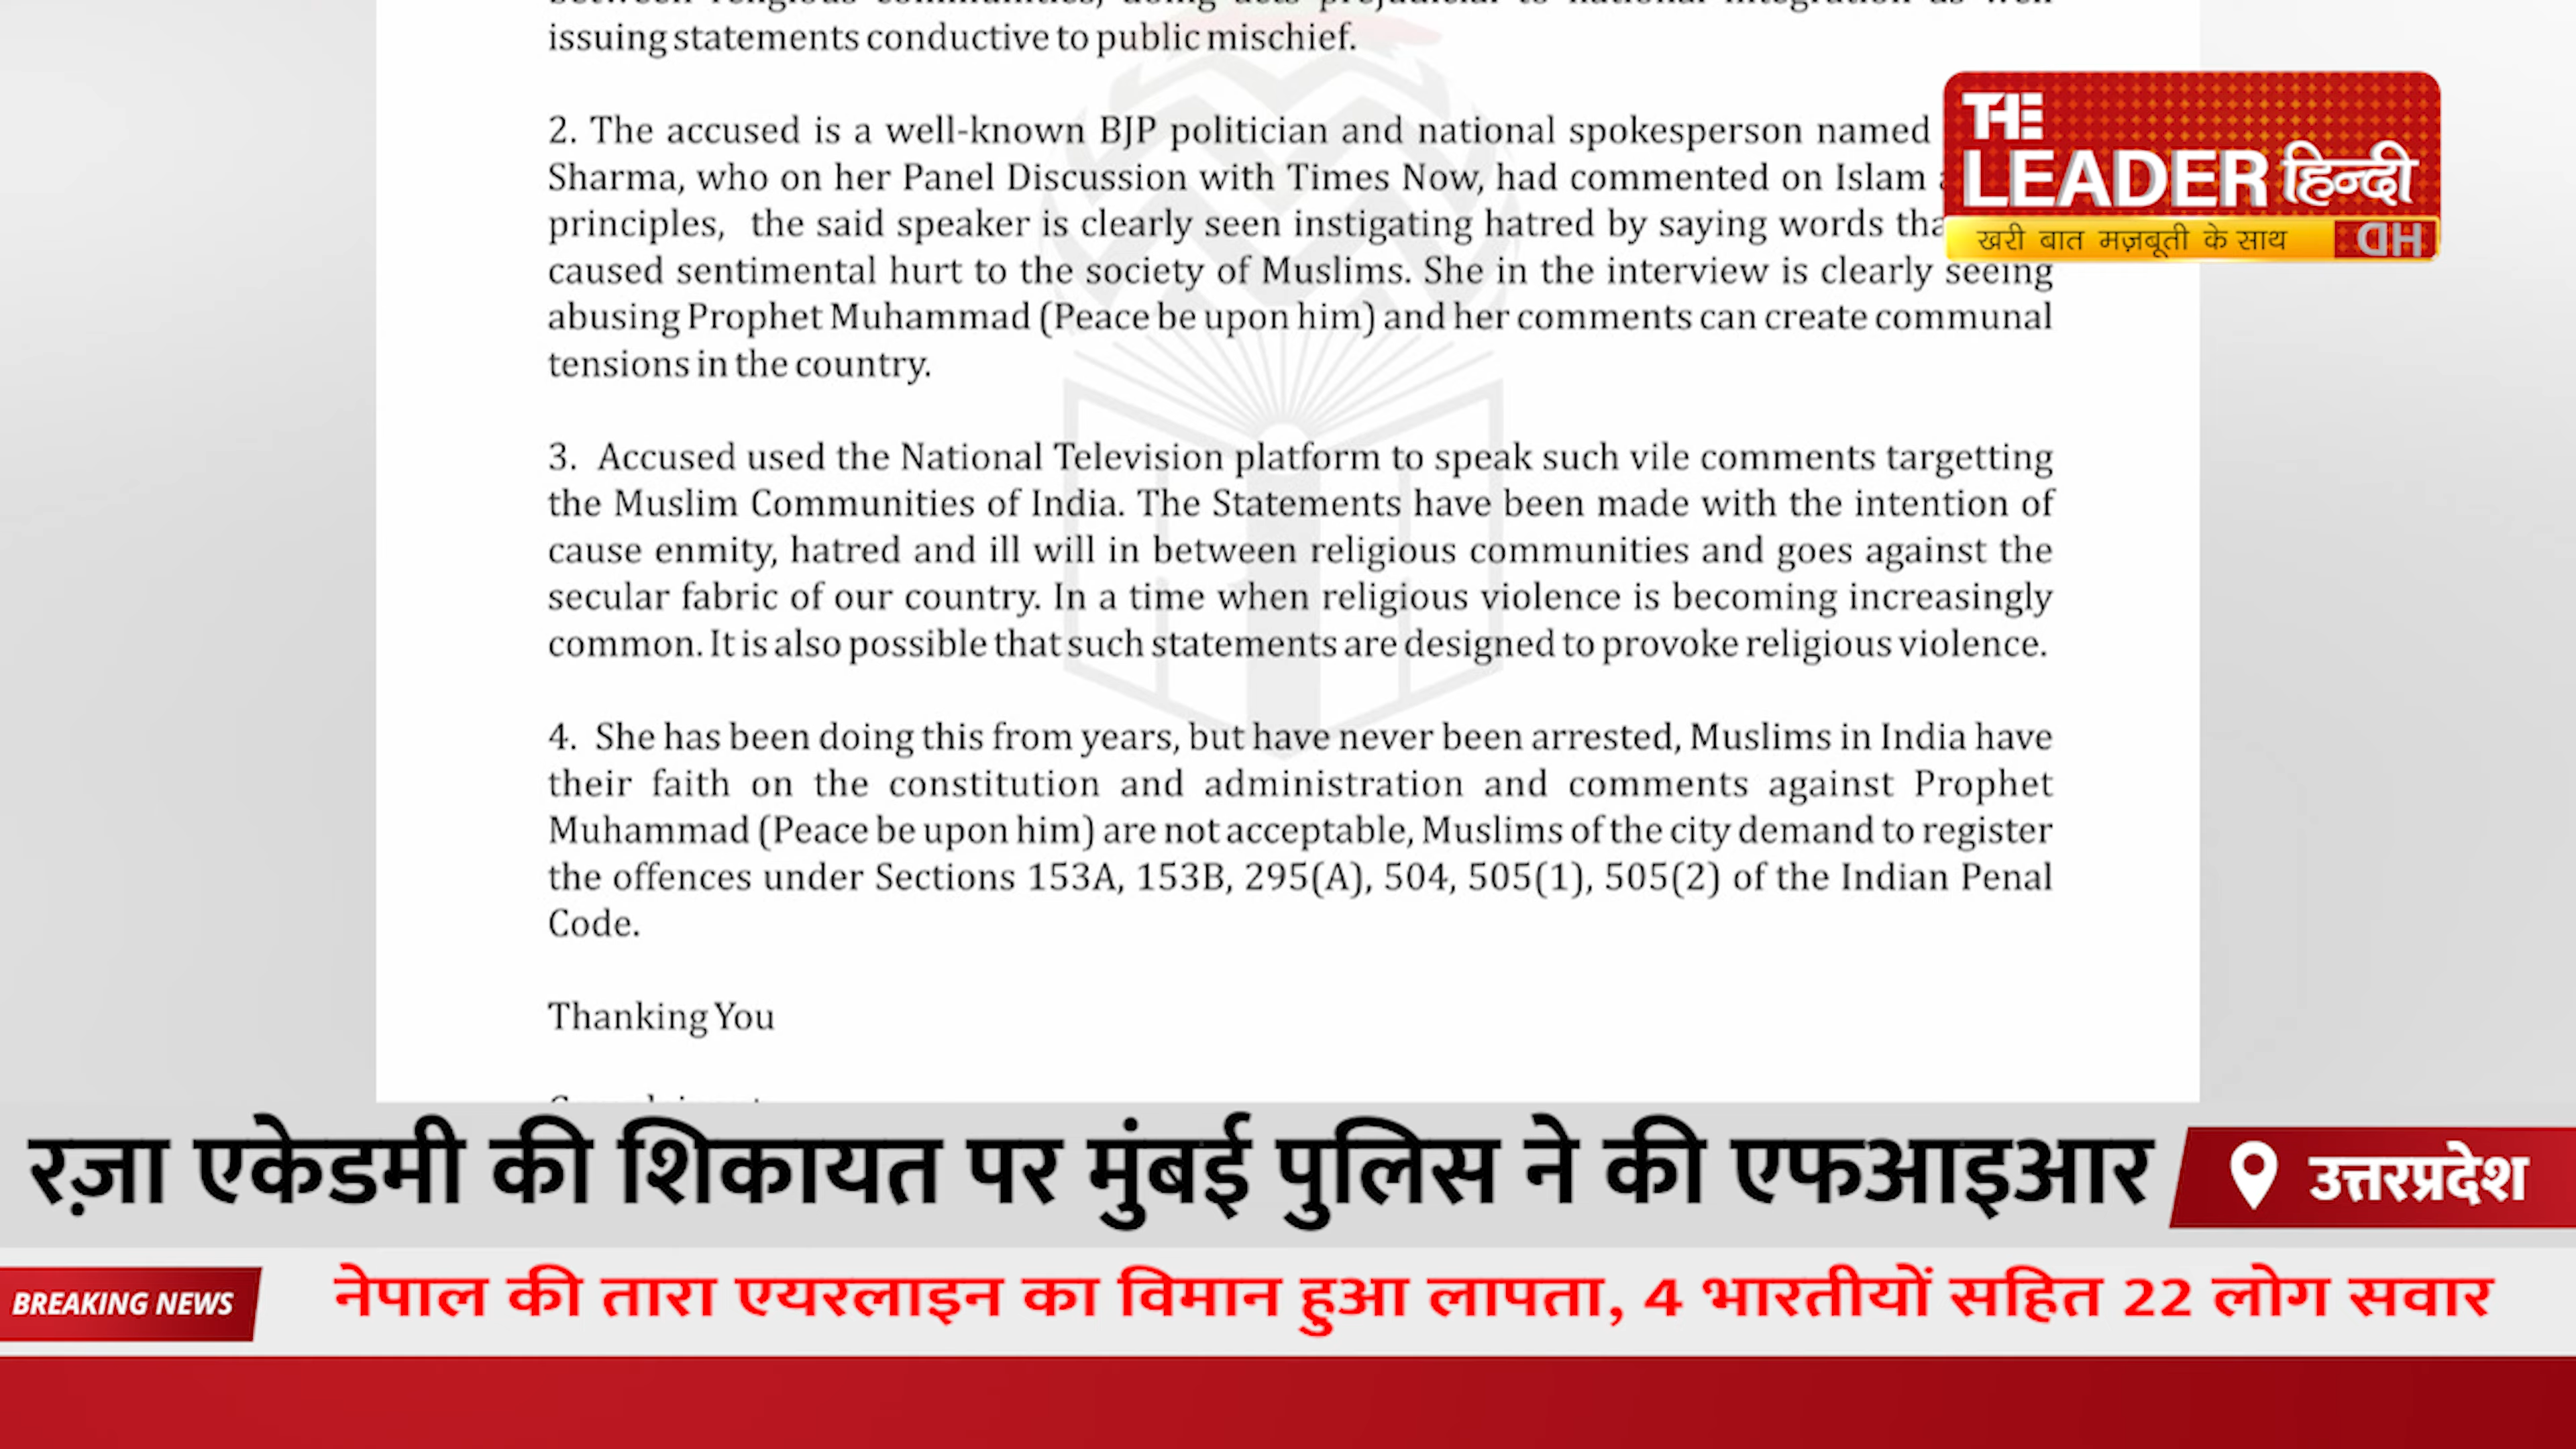 between religious communities, doing acts prejudicial to national integration as well
issuing statements conductive to public mischief.
2. The accused is a well-known BJP politician and national spokesperson named
Sharma, who on her Panel Discussion with Times Now, had commented on Islam
principles, the said speaker is clearly seen instigating hatred by saying words
caused sentimental hurt to the society of Muslims. She in the interview is clearly seeing
abusing Prophet Muhammad (Peace be upon him) and her comments can create communal
tensions in the country.
3. Accused used the National Television platform to speak such vile comments targetting
the Muslim Communities of India. The Statements have been made with the intention of
cause enmity, hatred and ill will in between religious communities and goes against the
secular fabric of our country. In a time when religious violence is becoming increasingly
common. It is also possible that such statements are designed to provoke religious violence.
4. She has been doing this from years, but have never been arrested, Muslims in India have
their faith on the constitution and administration and comments against Prophet
Muhammad (Peace be upon him) are not acceptable, Muslims of the city demand to register
the offences under Sections 153A, 153B, 295(A), 504, 505(1), 505(2) of the Indian Penal
Code.
Thanking You
THE
LEADER हिन्दी
खरी बात मज़बूती के साथ
HD
रज़ा एकेडमी की शिकायत पर मुंबई पुलिस ने की एफआइआर
उत्तरप्रदेश
BREAKING NEWS
नेपाल की तारा एयरलाइन का विमान हुआ लापता, 4 भारतीयों सहित 22 लोग सवार